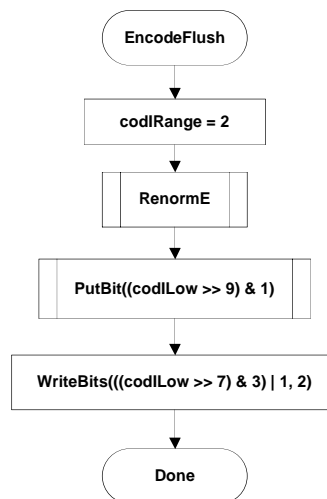 EncodeFlush
codIRange = 2
RenormE
PutBit((codILow >> 9) & 1)
WriteBits(((codILow >> 7) & 3) | 1, 2)
Done